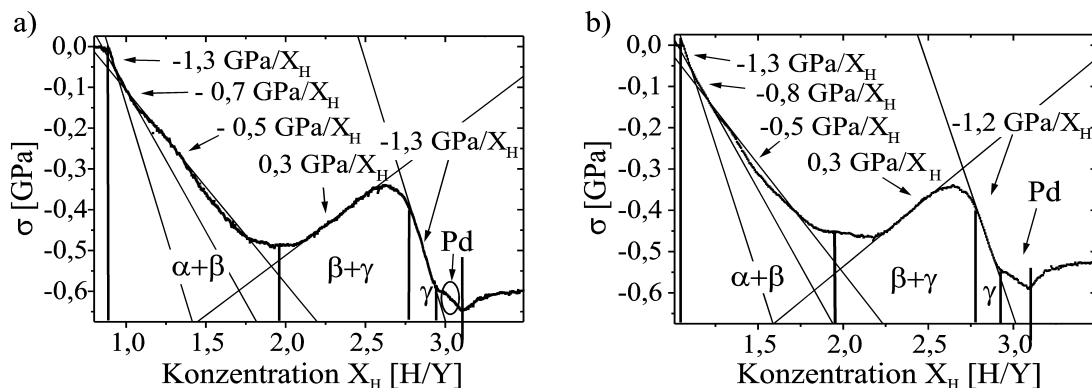 a)
0,0
-0,1
-0,2
-0,3
-0,4
-0,5
-0,6
σ [GPa]
-1,3 GPa/X_H
- 0,7 GPa/X_H
- 0,5 GPa/X_H
0,3 GPa/X_H
-1,3 GPa/X_H
Pd
α+β
β+γ
γ
1,0 1,5 2,0 2,5 3,0
Konzentration X_H [H/Y]
b)
0,0
-0,1
-0,2
-0,3
-0,4
-0,5
-0,6
σ [GPa]
-1,3 GPa/X_H
-0,8 GPa/X_H
-0,5 GPa/X_H
0,3 GPa/X_H
-1,2 GPa/X_H
Pd
α+β
β+γ
γ
1,5 2,0 2,5 3,0
Konzentration X_H [H/Y]